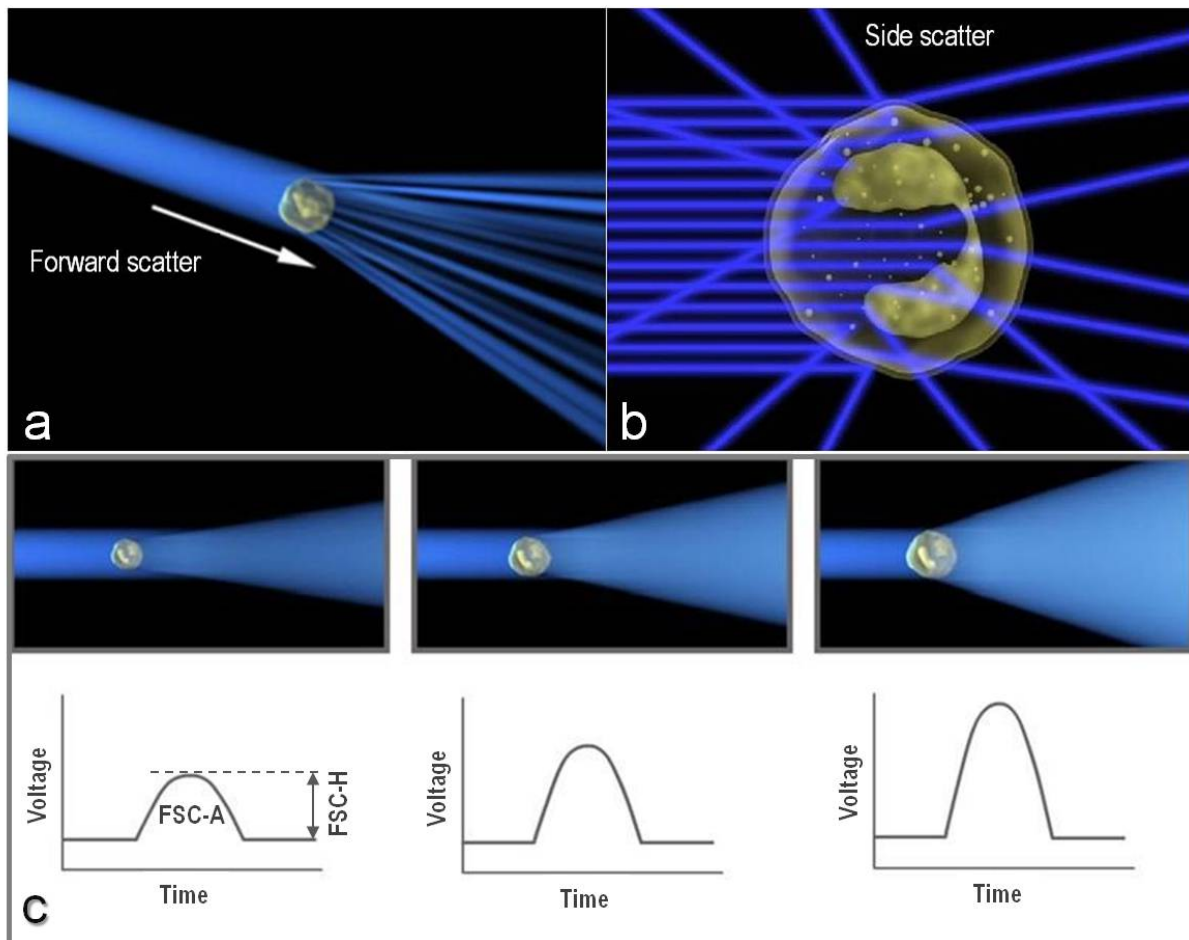 Side scatter
Forward scatter
a
b
Voltage
FSC-A
FSC-H
Time
Voltage
Time
Voltage
Time
c